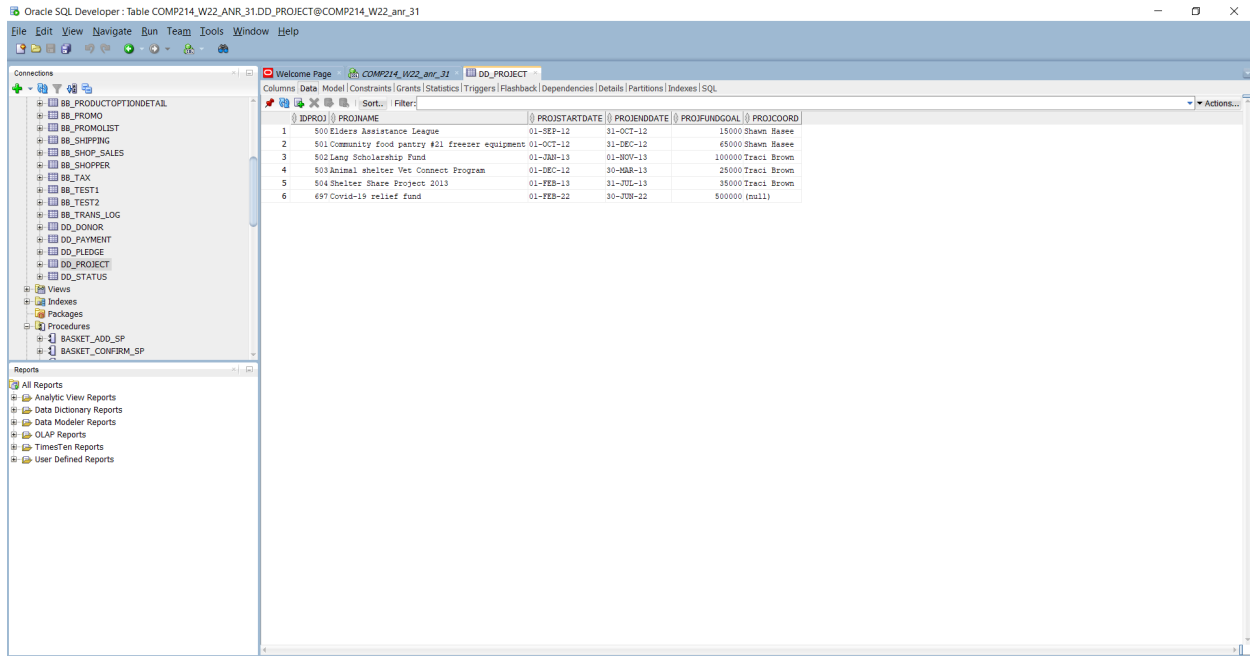 Oracle SQL Developer : Table COMP214_W22_ANR_31.DD_PROJECT@COMP214_W22_anr_31
File Edit View Navigate Run Team Tools Window Help
Connections
BB_PRODUCTOPTIONDETAIL
BB_PROMO
BB_PROMOLIST
BB_SHIPPING
BB_SHOP_SALES
BB_SHOPPER
BB_TAX
BB_TEST1
BB_TEST2
BB_TRANS_LOG
DD_DONOR
DD_PAYMENT
DD_PLEDGE
DD_PROJECT
DD_STATUS
Views
Indexes
Packages
Procedures
BASKET_ADD_SP
BASKET_CONFIRM_SP
Reports
All Reports
Analytic View Reports
Data Dictionary Reports
Data Modeler Reports
OLAP Reports
TimesTen Reports
User Defined Reports
Welcome Page COMP214_W22_anr_31 DD_PROJECT
Columns Data Model Constraints Grants Statistics Triggers Flashback Dependencies Details Partitions Indexes SQL
Sort.. Filter: Actions...
IDPROJ PROJNAME PROJSTARTDATE PROJENDDATE PROJFUNDGOAL PROJCOORD
1 500 Elders Assistance League 01-SEP-12 31-OCT-12 15000 Shawn Hasee
2 501 Community food pantry #21 freezer equipment 01-OCT-12 31-DEC-12 65000 Shawn Hasee
3 502 Lang Scholarship Fund 01-JAN-13 01-NOV-13 100000 Traci Brown
4 503 Animal shelter Vet Connect Program 01-DEC-12 30-MAR-13 25000 Traci Brown
5 504 Shelter Share Project 2013 01-FEB-13 31-JUL-13 35000 Traci Brown
6 697 Covid-19 relief fund 01-FEB-22 30-JUN-22 500000 (null)